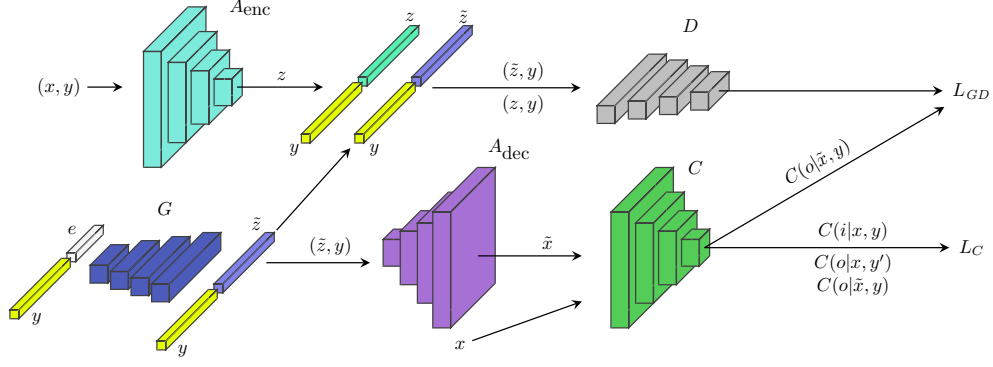 A_enc
z
z̃
D
(x, y)
z
(z̃, y)
(z, y)
L_GD
y
y
A_dec
C(o|x̃, y)
C
G
z̃
e
(z̃, y)
x̃
C(i|x, y)
L_C
C(o|x, y′)
C(o|x̃, y)
y
y
x